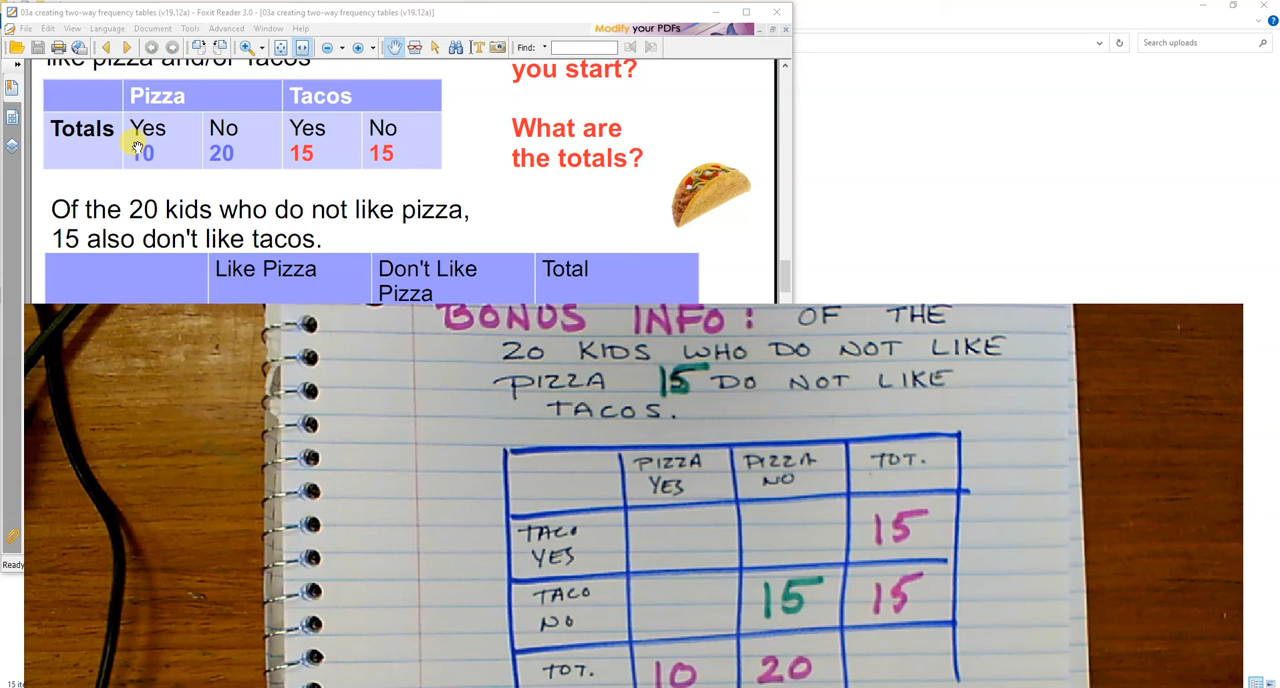 03a creating two-way frequency tables (v19.12a) - Foxit Reader 3.0 - [03a creating two-way frequency tables (v19.12a)]
File Edit View Language Document Tools Advanced Window Help
Modify your PDFs
Find:
Search uploads
like pizza and/or Tacos
you start?
Pizza Tacos
Totals Yes No Yes No
10 20 15 15
What are
the totals?
Of the 20 kids who do not like pizza,
15 also don't like tacos.
Like Pizza Don't Like Total
Pizza
Ready
15 ite
BONUS INFO: OF THE
20 KIDS WHO DO NOT LIKE
PIZZA 15 DO NOT LIKE
TACOS.
PIZZA PIZZA TOT.
YES NO
TACO 15
YES
TACO 15 15
NO
TOT. 10 20